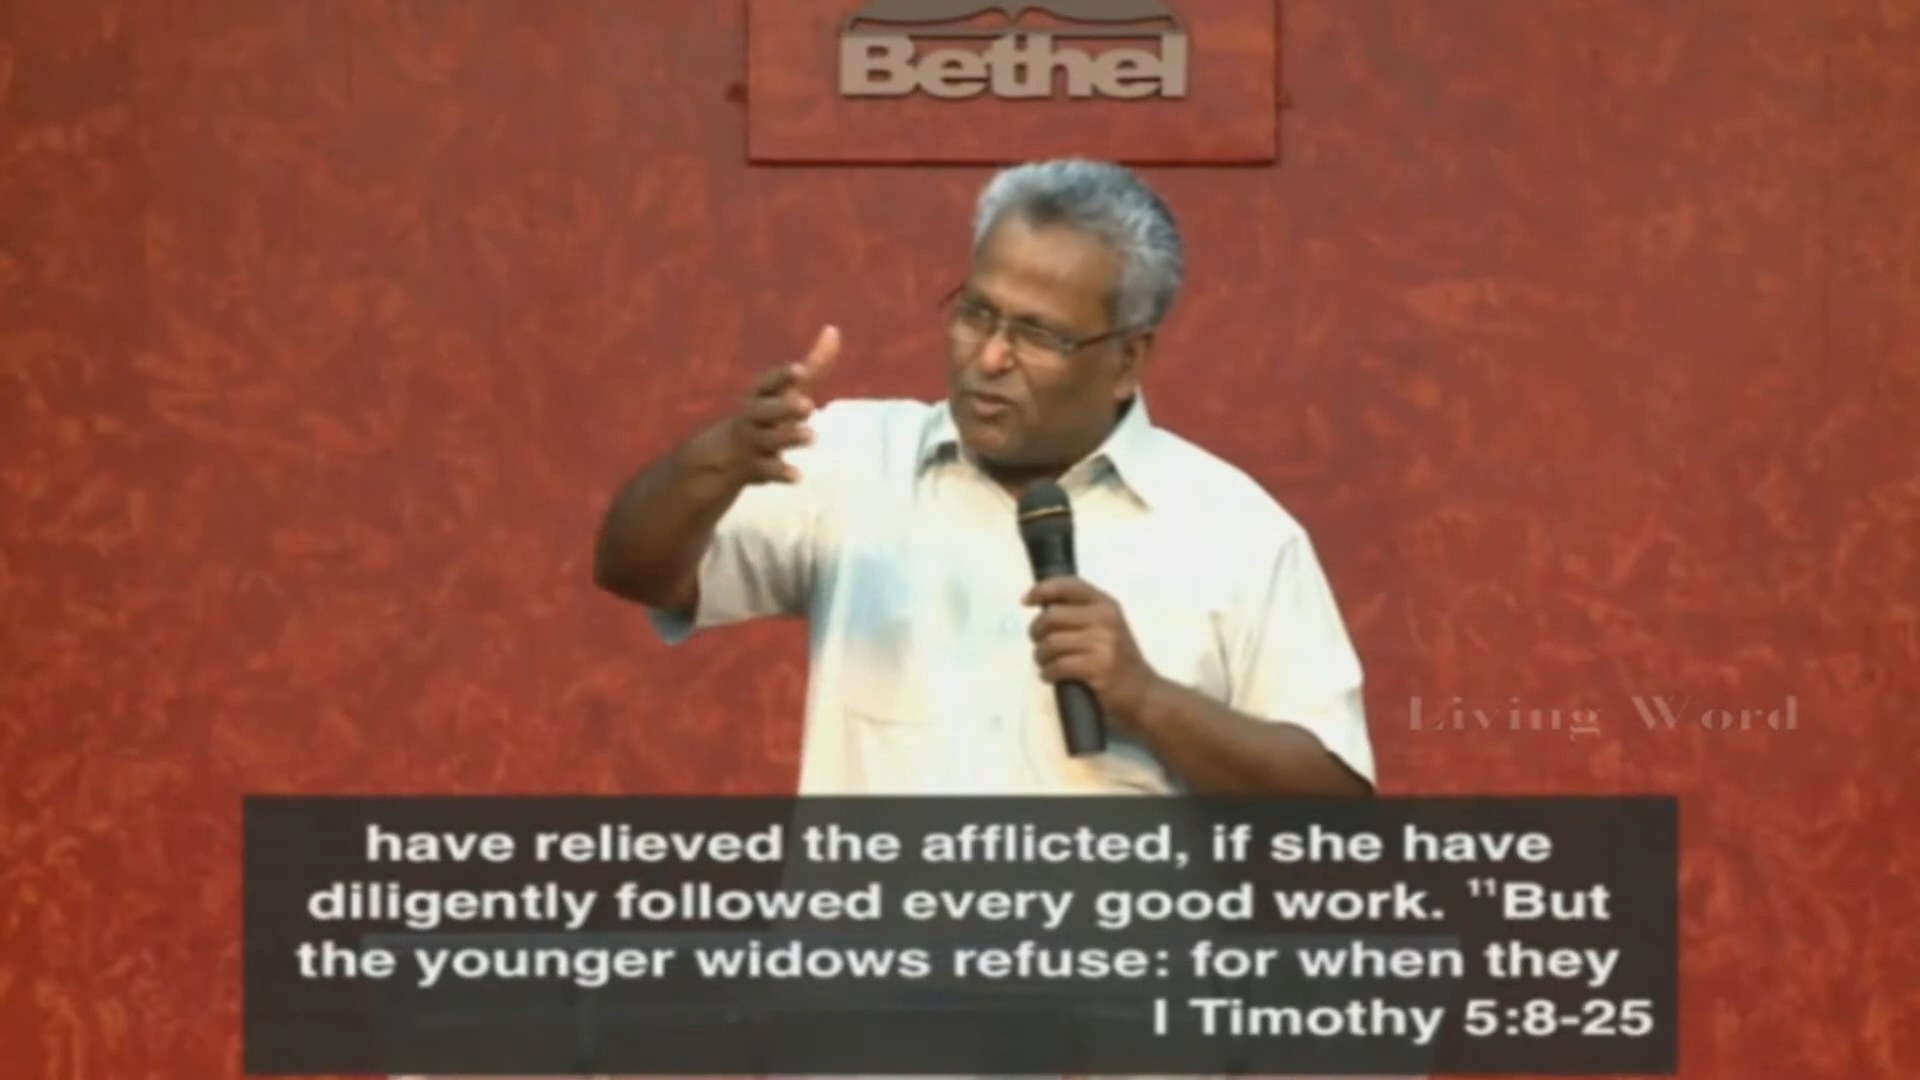 Bethel
Living Word
have relieved the afflicted, if she have
diligently followed every good work. ¹¹But
the younger widows refuse: for when they
I Timothy 5:8-25